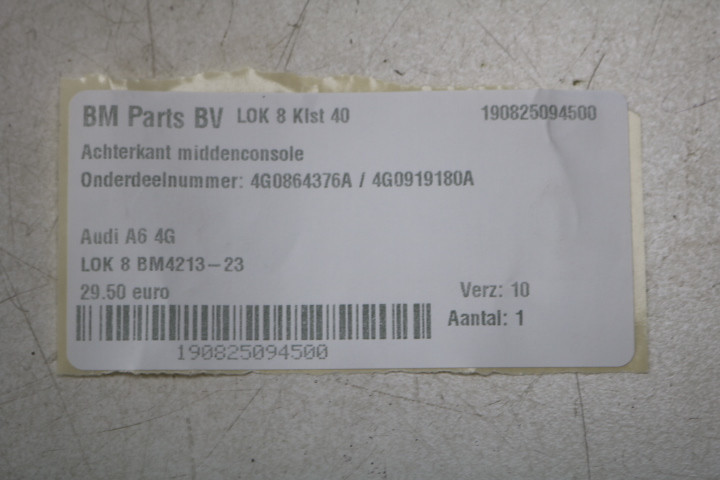 BM Parts BV LOK 8 Klst 40 190825094500
Achterkant middenconsole
Onderdeelnummer: 4G0864376A / 4G0919180A
Audi A6 4G
LOK 8 BM4213-23
29.50 euro Verz: 10
Aantal: 1
190825094500